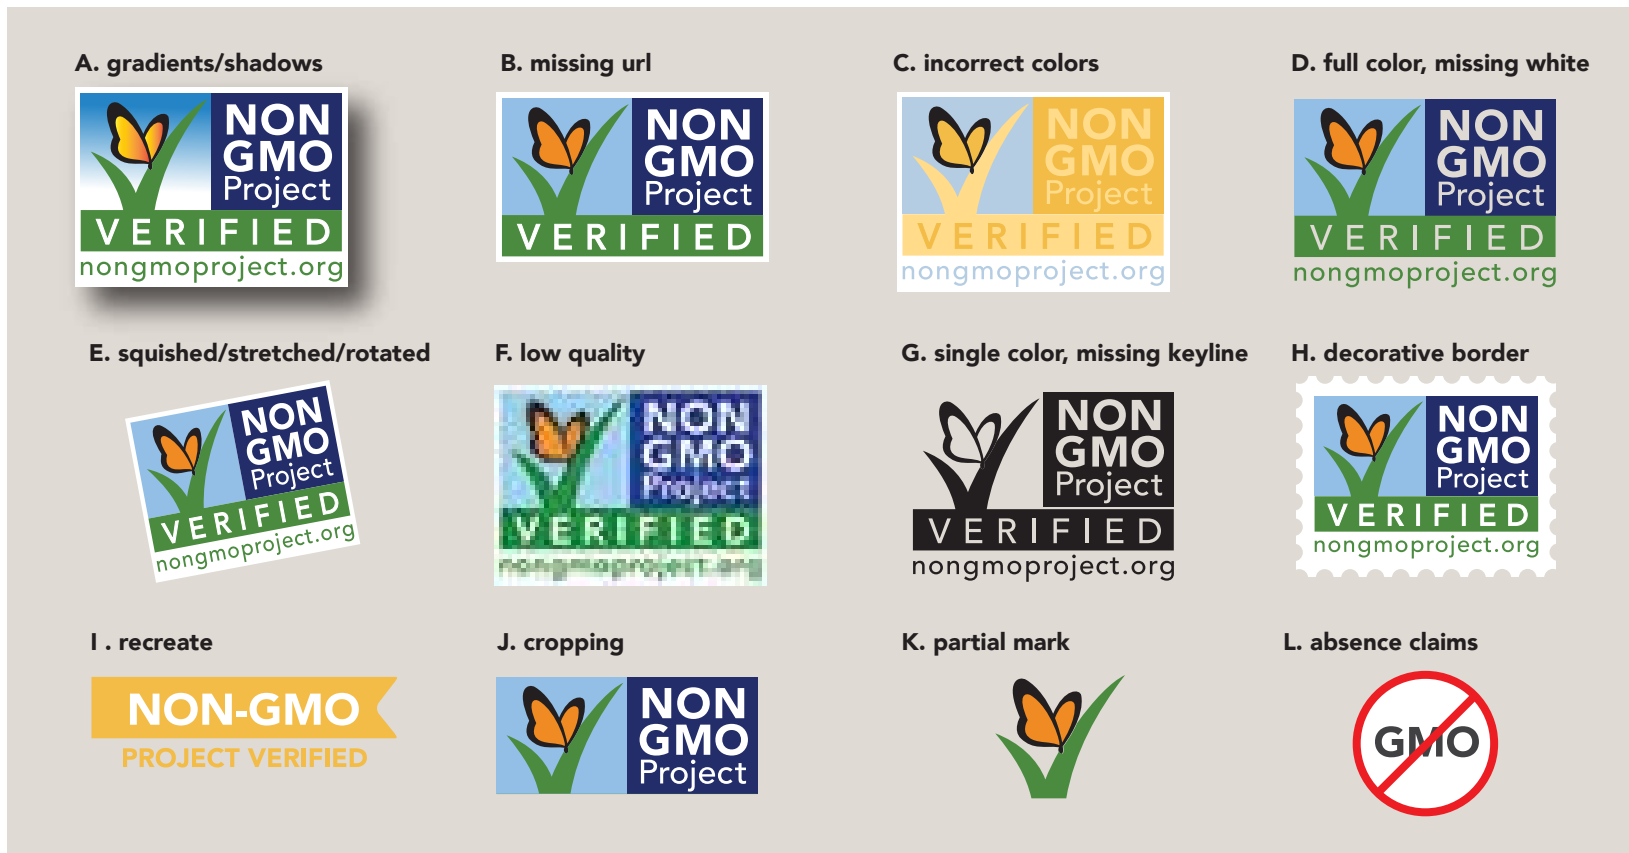 A. gradients/shadows
NON
GMO
Project
VERIFIED
nongmoproject.org
B. missing url
NON
GMO
Project
VERIFIED
C. incorrect colors
NON
GMO
Project
VERIFIED
nongmoproject.org
D. full color, missing white
NON
GMO
Project
VERIFIED
nongmoproject.org
E. squished/stretched/rotated
NON
GMO
Project
VERIFIED
nongmoproject.org
F. low quality
NON
GMO
Project
VERIFIED
nongmoproject.org
G. single color, missing keyline
NON
GMO
Project
VERIFIED
nongmoproject.org
H. decorative border
NON
GMO
Project
VERIFIED
nongmoproject.org
I . recreate
NON-GMO
PROJECT VERIFIED
J. cropping
NON
GMO
Project
K. partial mark
L. absence claims
GMO